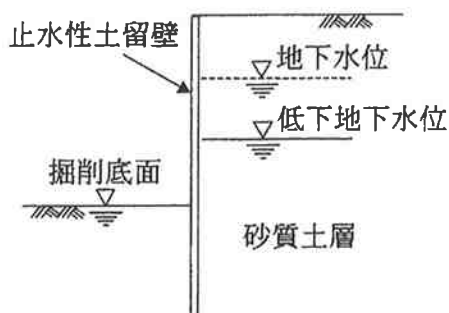 止水性土留壁
地下水位
低下地下水位
掘削底面
砂質土層